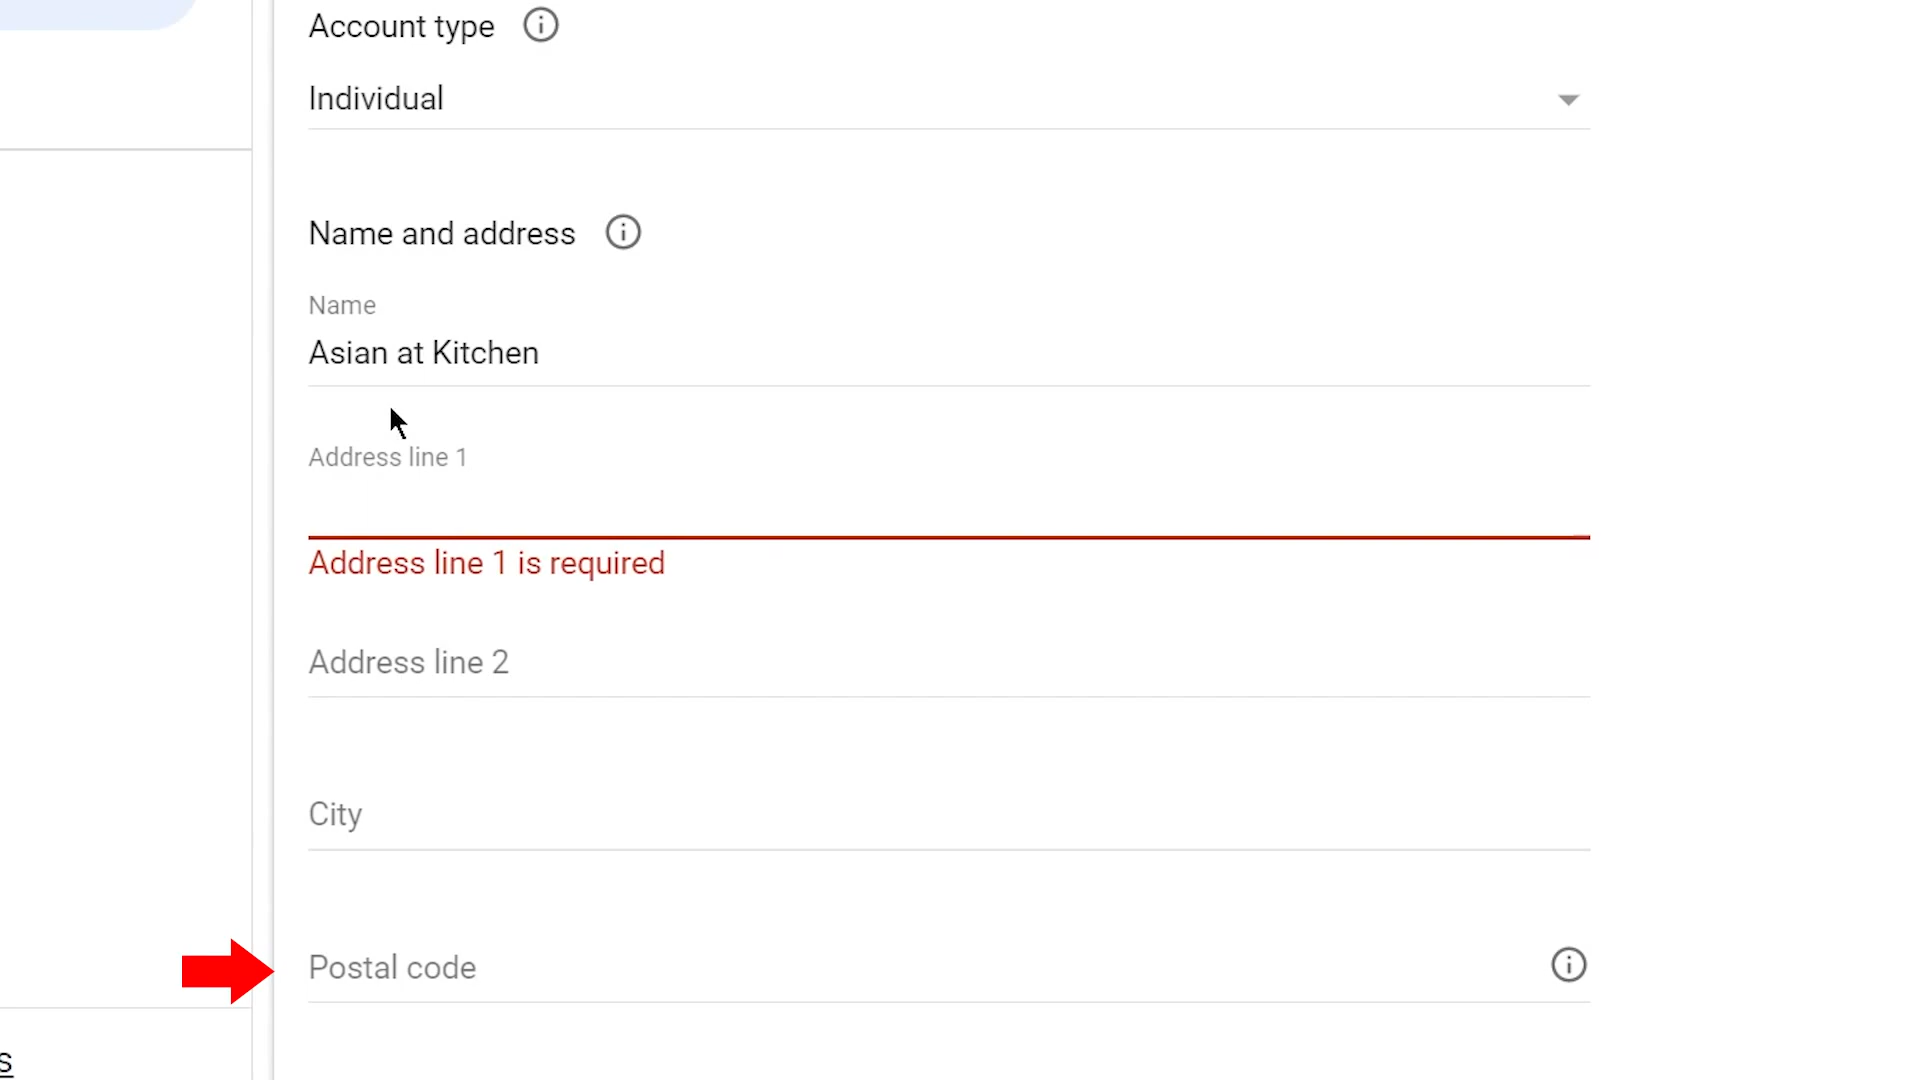 Account type
Individual
Name and address
Name
Asian at Kitchen
Address line 1
Address line 1 is required
Address line 2
City
Postal code
s